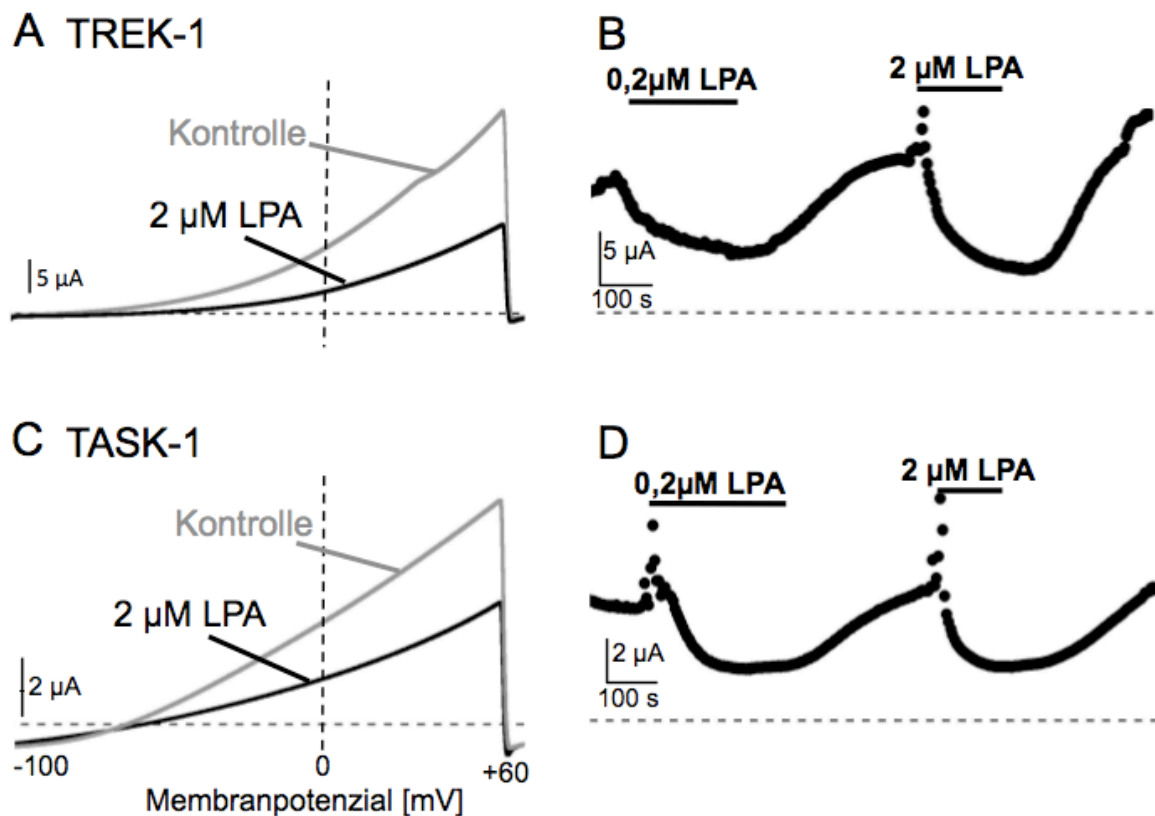 A TREK-1
Kontrolle
2 µM LPA
5 µA
B
0,2µM LPA
2 µM LPA
5 µA
100 s
C TASK-1
Kontrolle
2 µM LPA
2 µA
-100
0
+60
Membranpotenzial [mV]
D
0,2µM LPA
2 µM LPA
2 µA
100 s